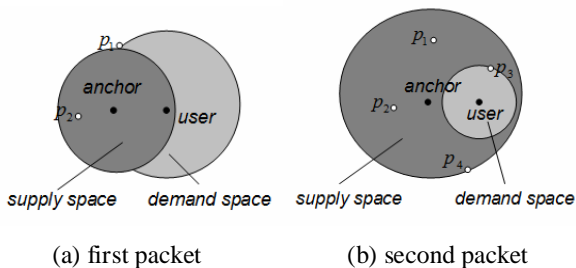 p1
anchor
p2
user
supply space
demand space
(a) first packet
p1
p3
anchor
p2
user
p4
supply space
demand space
(b) second packet